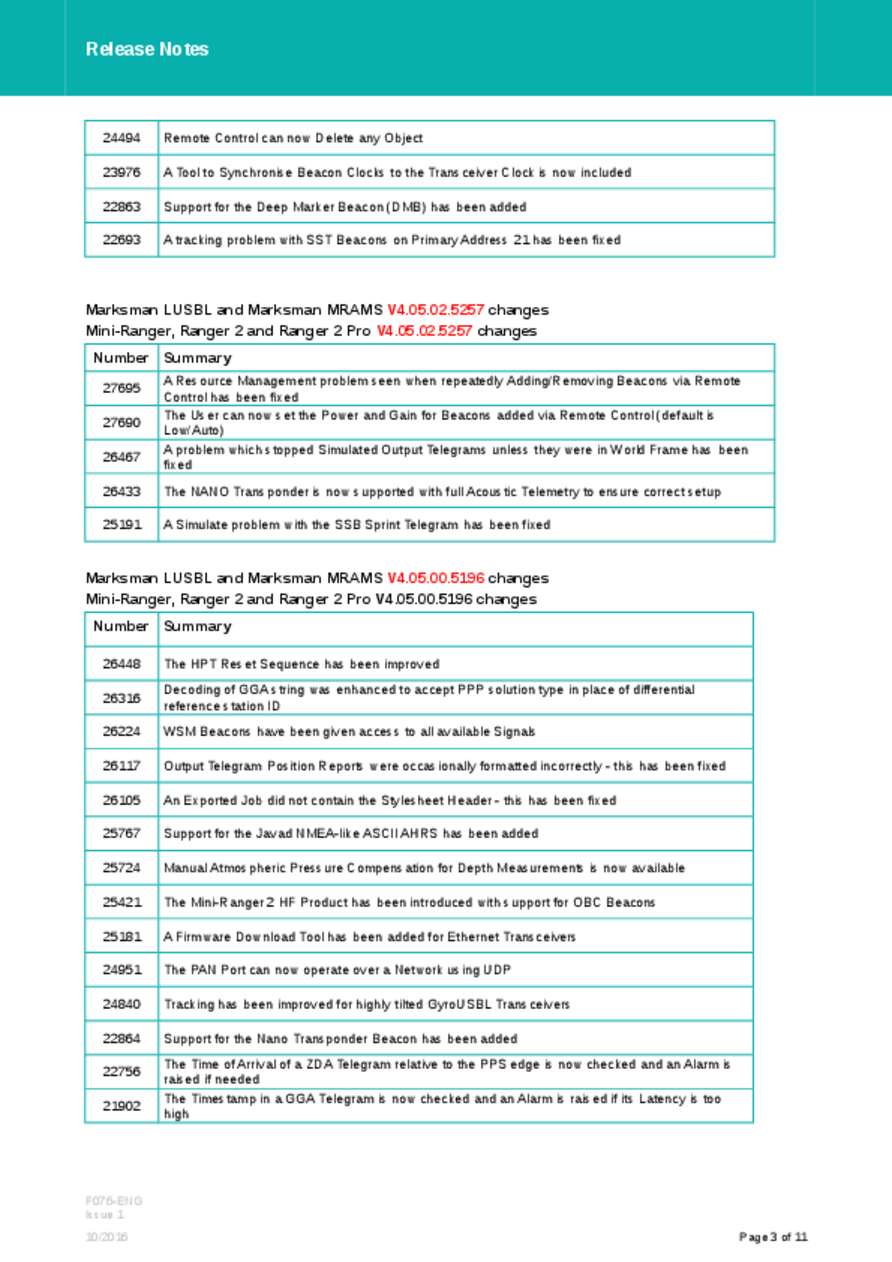 Release Notes
24494 Remote Control can now Delete any Object
23976 A Tool to Synchronise Beacon Clocks to the Transceiver Clock is now included
22863 Support for the Deep Marker Beacon (DMB) has been added
22693 A tracking problem with SST Beacons on Primary Address 21 has been fixed
Marksman LUSBL and Marksman MRAMS V4.05.02.5257 changes
Mini-Ranger, Ranger 2 and Ranger 2 Pro V4.05.02.5257 changes
Number Summary
27695 A Resource Management problem seen when repeatedly Adding/Removing Beacons via Remote
Control has been fixed
27690 The User can now set the Power and Gain for Beacons added via Remote Control (default is
Low/Auto)
26467 A problem which stopped Simulated Output Telegrams unless they were in World Frame has been
fixed
26433 The NANO Transponder is now supported with full Acoustic Telemetry to ensure correct setup
25191 A Simulate problem with the SSB Sprint Telegram has been fixed
Marksman LUSBL and Marksman MRAMS V4.05.00.5196 changes
Mini-Ranger, Ranger 2 and Ranger 2 Pro V4.05.00.5196 changes
Number Summary
26448 The HPT Reset Sequence has been improved
26316 Decoding of GGA string was enhanced to accept PPP solution type in place of differential
reference station ID
26224 WSM Beacons have been given access to all available Signals
26117 Output Telegram Position Reports were occasionally formatted incorrectly - this has been fixed
26105 An Exported Job did not contain the Stylesheet Header - this has been fixed
25767 Support for the Javad NMEA-like ASCII AHRS has been added
25724 Manual Atmospheric Pressure Compensation for Depth Measurements is now available
25421 The Mini-Ranger 2 HF Product has been introduced with support for OBC Beacons
25181 A Firmware Download Tool has been added for Ethernet Transceivers
24951 The PAN Port can now operate over a Network using UDP
24840 Tracking has been improved for highly tilted GyroUSBL Transceivers
22864 Support for the Nano Transponder Beacon has been added
22756 The Time of Arrival of a ZDA Telegram relative to the PPS edge is now checked and an Alarm is
raised if needed
21902 The Timestamp in a GGA Telegram is now checked and an Alarm is raised if its Latency is too
high
F076-ENG
Issue 1
10/2016
Page 3 of 11